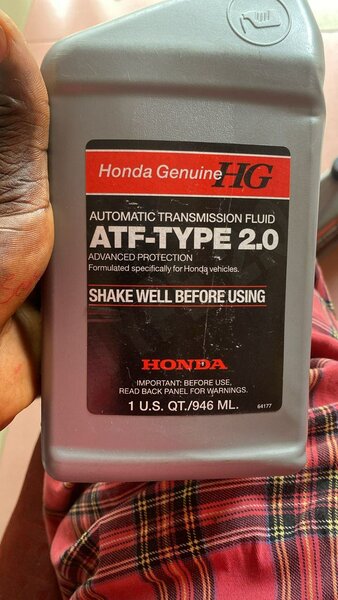 Honda Genuine HG
AUTOMATIC TRANSMISSION FLUID
ATF-TYPE 2.0
ADVANCED PROTECTION
Formulated specifically for Honda vehicles.
SHAKE WELL BEFORE USING
HONDA
IMPORTANT: BEFORE USE,
READ BACK PANEL FOR WARNINGS.
1 U.S. QT./946 ML.
64177